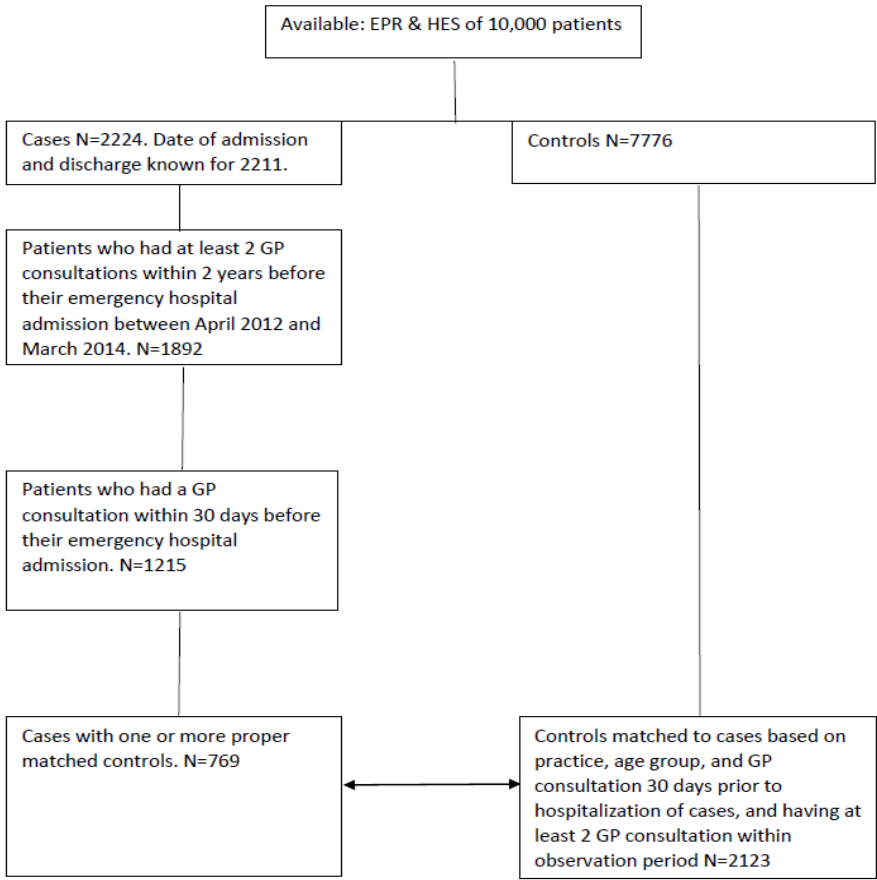 Available: EPR & HES of 10,000 patients
Cases N=2224. Date of admission
and discharge known for 2211.
Controls N=7776
Patients who had at least 2 GP
consultations within 2 years before
their emergency hospital
admission between April 2012 and
March 2014. N=1892
Patients who had a GP
consultation within 30 days before
their emergency hospital
admission. N=1215
Cases with one or more proper
matched controls. N=769
Controls matched to cases based on
practice, age group, and GP
consultation 30 days prior to
hospitalization of cases, and having at
least 2 GP consultation within
observation period N=2123